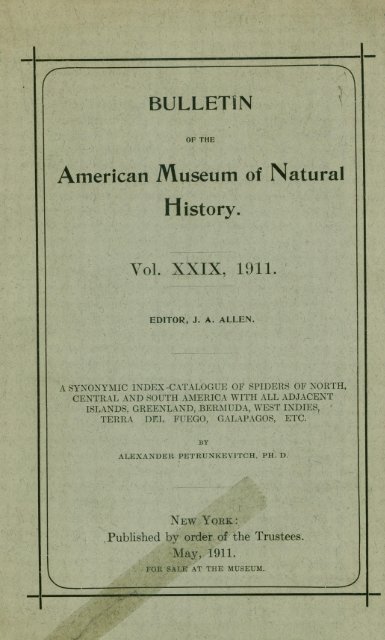 BULLETIN
OF THE
American Museum of Natural
History.
Vol. XXIX, 1911.
EDITOR, J. A. ALLEN.
A SYNONYMIC INDEX-CATALOGUE OF SPIDERS OF NORTH,
CENTRAL AND SOUTH AMERICA WITH ALL ADJACENT
ISLANDS, GREENLAND, BERMUDA, WEST INDIES,
TERRA DEL FUEGO, GALAPAGOS, ETC.
BY
ALEXANDER PETRUNKEVITCH, PH. D.
NEW YORK:
Published by order of the Trustees.
May, 1911.
FOR SALE AT THE MUSEUM.